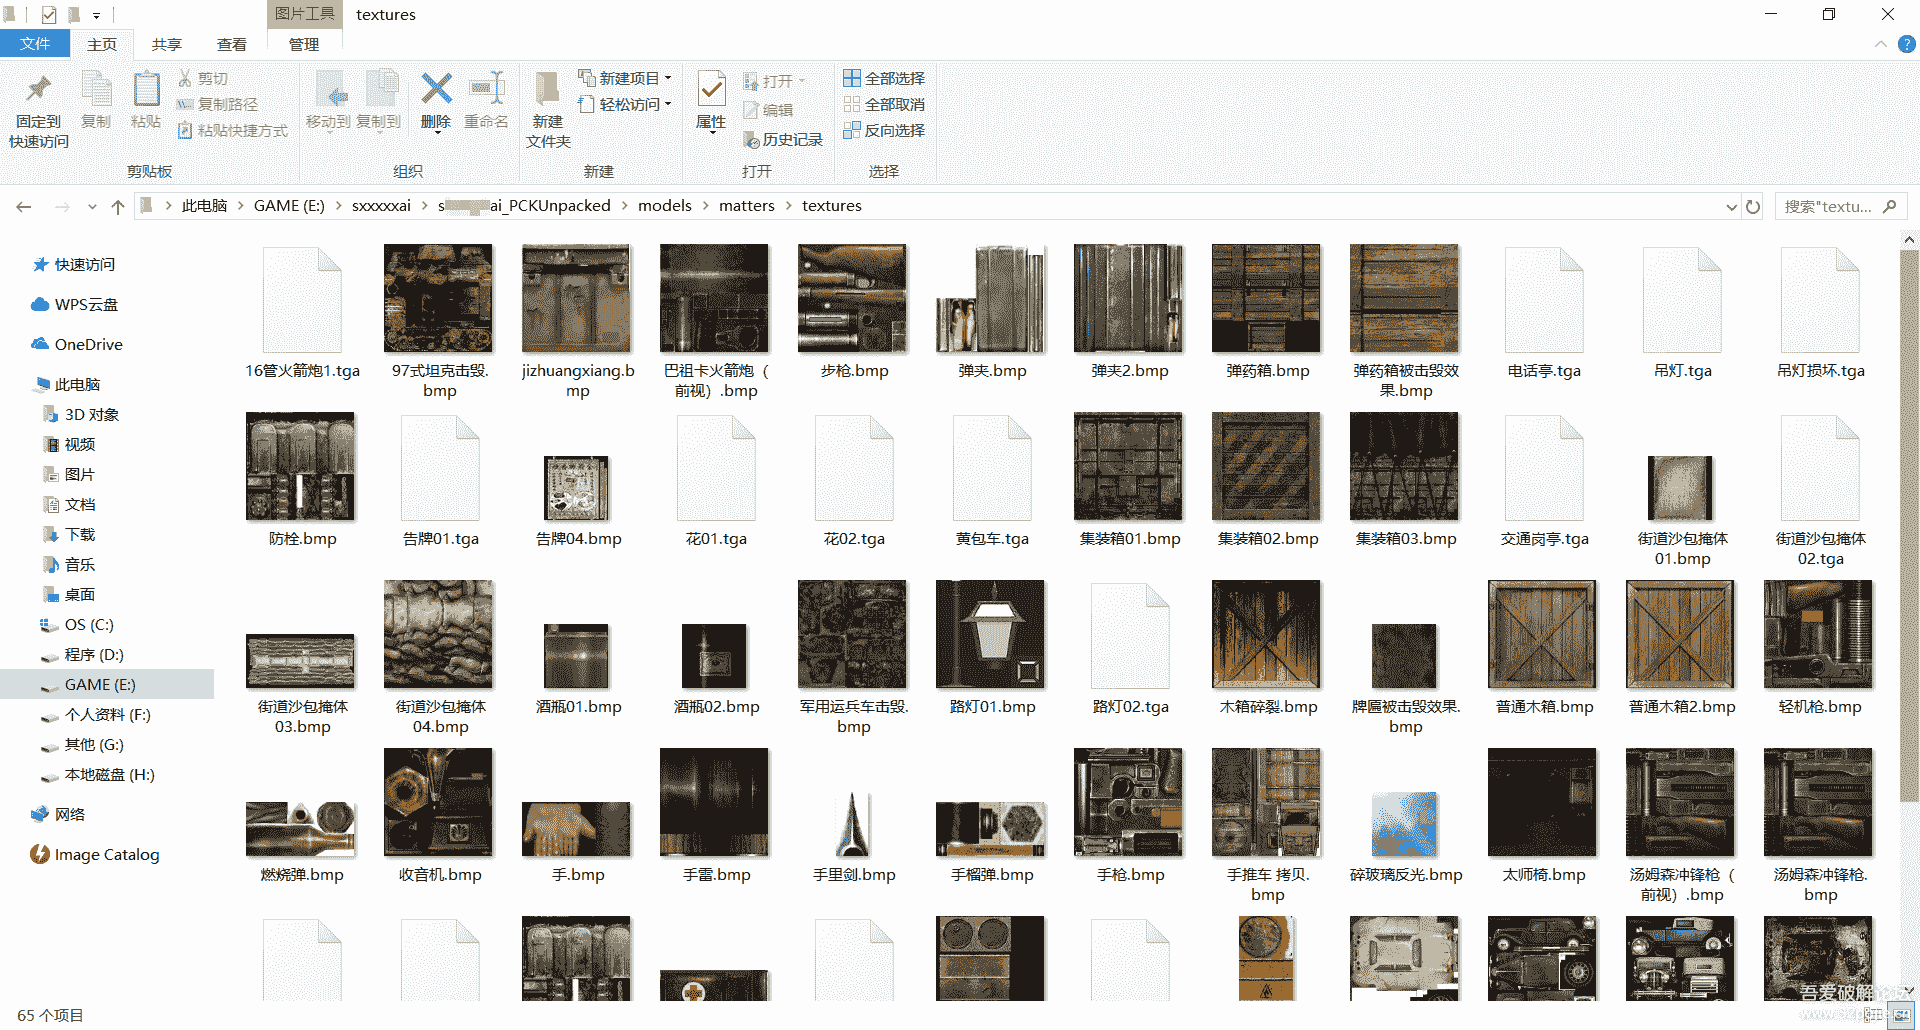 图片工具
textures
文件
主页
共享
查看
管理
固定到
快速访问
复制
粘贴
剪切
复制路径
粘贴快捷方式
剪贴板
移动到
复制到
删除
重命名
组织
新建
文件夹
新建项目
轻松访问
新建
属性
打开
编辑
历史记录
打开
全部选择
全部取消
反向选择
选择
此电脑
GAME (E:)
sxxxxxai
ai_PCKUnpacked
models
matters
textures
搜索"textu...
快速访问
WPS云盘
OneDrive
此电脑
3D 对象
视频
图片
文档
下载
音乐
桌面
OS (C:)
程序 (D:)
GAME (E:)
个人资料 (F:)
其他 (G:)
本地磁盘 (H:)
网络
Image Catalog
16管火箭炮1.tga
97式坦克击毁.
bmp
jizhuangxiang.b
mp
巴祖卡火箭炮（
前视）.bmp
步枪.bmp
弹夹.bmp
弹夹2.bmp
弹药箱.bmp
弹药箱被击毁效
果.bmp
电话亭.tga
吊灯.tga
吊灯损坏.tga
防栓.bmp
告牌01.tga
告牌04.bmp
花01.tga
花02.tga
黄包车.tga
集装箱01.bmp
集装箱02.bmp
集装箱03.bmp
交通岗亭.tga
街道沙包掩体
01.bmp
街道沙包掩体
02.tga
街道沙包掩体
03.bmp
街道沙包掩体
04.bmp
酒瓶01.bmp
酒瓶02.bmp
军用运兵车击毁.
bmp
路灯01.bmp
路灯02.tga
木箱碎裂.bmp
牌匾被击毁效果.
bmp
普通木箱.bmp
普通木箱2.bmp
轻机枪.bmp
燃烧弹.bmp
收音机.bmp
手.bmp
手雷.bmp
手里剑.bmp
手榴弹.bmp
手枪.bmp
手推车 拷贝.
bmp
碎玻璃反光.bmp
太师椅.bmp
汤姆森冲锋枪（
前视）.bmp
汤姆森冲锋枪.
bmp
65 个项目
吾爱破解论坛
www.52pojie.cn